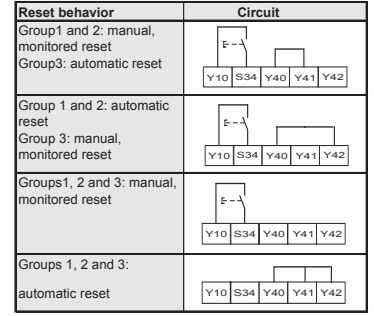 Reset behavior Circuit
Group1 and 2: manual,
monitored reset
Group3: automatic reset
Y10 S34 Y40 Y41 Y42
Group 1 and 2: automatic
reset
Group 3: manual,
monitored reset
Y10 S34 Y40 Y41 Y42
Groups1, 2 and 3: manual,
monitored reset
Y10 S34 Y40 Y41 Y42
Groups 1, 2 and 3:
automatic reset
Y10 S34 Y40 Y41 Y42